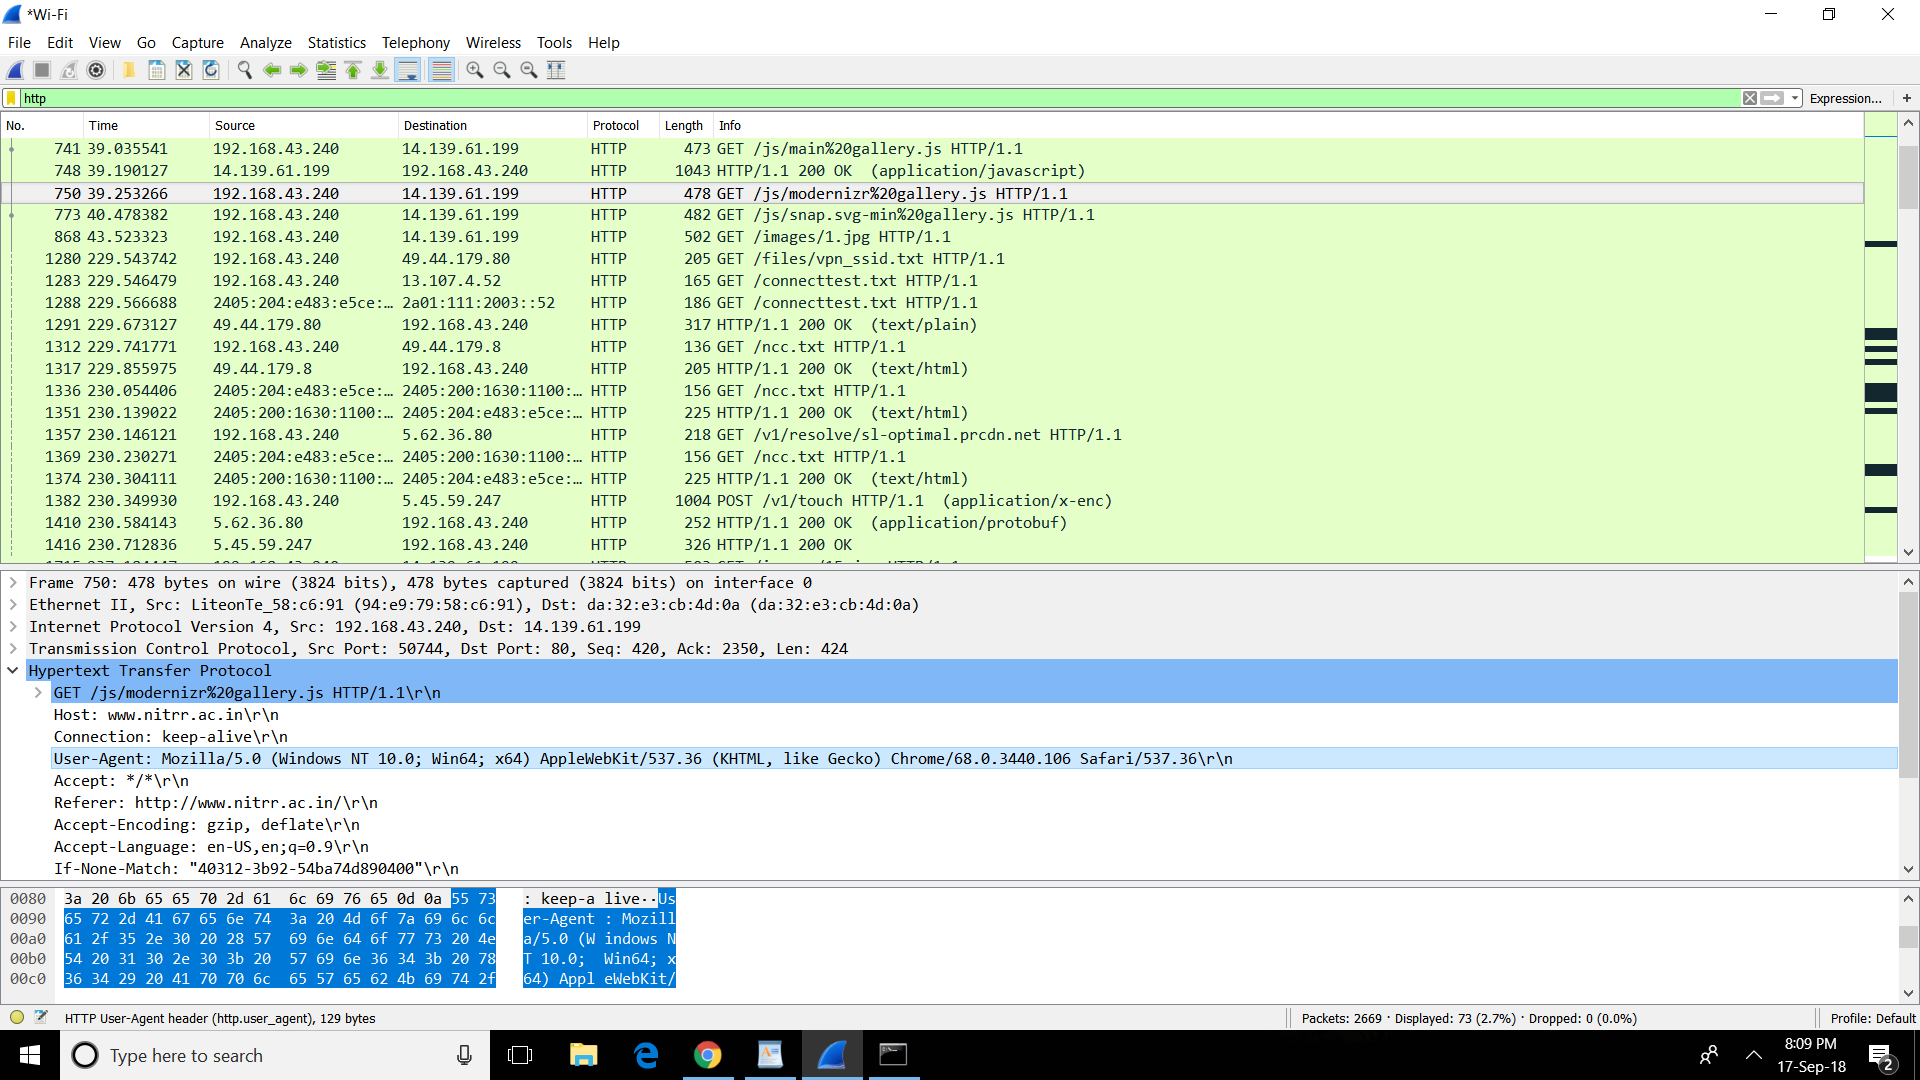 *Wi-Fi
File Edit View Go Capture Analyze Statistics Telephony Wireless Tools Help
http Expression... +
No. Time Source Destination Protocol Length Info
741 39.035541 192.168.43.240 14.139.61.199 HTTP 473 GET /js/main%20gallery.js HTTP/1.1
748 39.190127 14.139.61.199 192.168.43.240 HTTP 1043 HTTP/1.1 200 OK (application/javascript)
750 39.253266 192.168.43.240 14.139.61.199 HTTP 478 GET /js/modernizr%20gallery.js HTTP/1.1
773 40.478382 192.168.43.240 14.139.61.199 HTTP 482 GET /js/snap.svg-min%20gallery.js HTTP/1.1
868 43.523323 192.168.43.240 14.139.61.199 HTTP 502 GET /images/1.jpg HTTP/1.1
1280 229.543742 192.168.43.240 49.44.179.80 HTTP 205 GET /files/vpn_ssid.txt HTTP/1.1
1283 229.546479 192.168.43.240 13.107.4.52 HTTP 165 GET /connecttest.txt HTTP/1.1
1288 229.566688 2405:204:e483:e5ce:… 2a01:111:2003::52 HTTP 186 GET /connecttest.txt HTTP/1.1
1291 229.673127 49.44.179.80 192.168.43.240 HTTP 317 HTTP/1.1 200 OK (text/plain)
1312 229.741771 192.168.43.240 49.44.179.8 HTTP 136 GET /ncc.txt HTTP/1.1
1317 229.855975 49.44.179.8 192.168.43.240 HTTP 205 HTTP/1.1 200 OK (text/html)
1336 230.054406 2405:204:e483:e5ce:… 2405:200:1630:1100:… HTTP 156 GET /ncc.txt HTTP/1.1
1351 230.139022 2405:200:1630:1100:… 2405:204:e483:e5ce:… HTTP 225 HTTP/1.1 200 OK (text/html)
1357 230.146121 192.168.43.240 5.62.36.80 HTTP 218 GET /v1/resolve/sl-optimal.prcdn.net HTTP/1.1
1369 230.230271 2405:204:e483:e5ce:… 2405:200:1630:1100:… HTTP 156 GET /ncc.txt HTTP/1.1
1374 230.304111 2405:200:1630:1100:… 2405:204:e483:e5ce:… HTTP 225 HTTP/1.1 200 OK (text/html)
1382 230.349930 192.168.43.240 5.45.59.247 HTTP 1004 POST /v1/touch HTTP/1.1 (application/x-enc)
1410 230.584143 5.62.36.80 192.168.43.240 HTTP 252 HTTP/1.1 200 OK (application/protobuf)
1416 230.712836 5.45.59.247 192.168.43.240 HTTP 326 HTTP/1.1 200 OK
Frame 750: 478 bytes on wire (3824 bits), 478 bytes captured (3824 bits) on interface 0
Ethernet II, Src: LiteonTe_58:c6:91 (94:e9:79:58:c6:91), Dst: da:32:e3:cb:4d:0a (da:32:e3:cb:4d:0a)
Internet Protocol Version 4, Src: 192.168.43.240, Dst: 14.139.61.199
Transmission Control Protocol, Src Port: 50744, Dst Port: 80, Seq: 420, Ack: 2350, Len: 424
Hypertext Transfer Protocol
GET /js/modernizr%20gallery.js HTTP/1.1\r\n
Host: www.nitrr.ac.in\r\n
Connection: keep-alive\r\n
User-Agent: Mozilla/5.0 (Windows NT 10.0; Win64; x64) AppleWebKit/537.36 (KHTML, like Gecko) Chrome/68.0.3440.106 Safari/537.36\r\n
Accept: */*\r\n
Referer: http://www.nitrr.ac.in/\r\n
Accept-Encoding: gzip, deflate\r\n
Accept-Language: en-US,en;q=0.9\r\n
If-None-Match: "40312-3b92-54ba74d890400"\r\n
0080 3a 20 6b 65 65 70 2d 61 6c 69 76 65 0d 0a 55 73 : keep-a live··Us
0090 65 72 2d 41 67 65 6e 74 3a 20 4d 6f 7a 69 6c 6c er-Agent : Mozill
00a0 61 2f 35 2e 30 20 28 57 69 6e 64 6f 77 73 20 4e a/5.0 (W indows N
00b0 54 20 31 30 2e 30 3b 20 57 69 6e 36 34 3b 20 78 T 10.0; Win64; x
00c0 36 34 29 20 41 70 70 6c 65 57 65 62 4b 69 74 2f 64) Appl eWebKit/
HTTP User-Agent header (http.user_agent), 129 bytes Packets: 2669 · Displayed: 73 (2.7%) · Dropped: 0 (0.0%) Profile: Default
Type here to search
8:09 PM
17-Sep-18
2